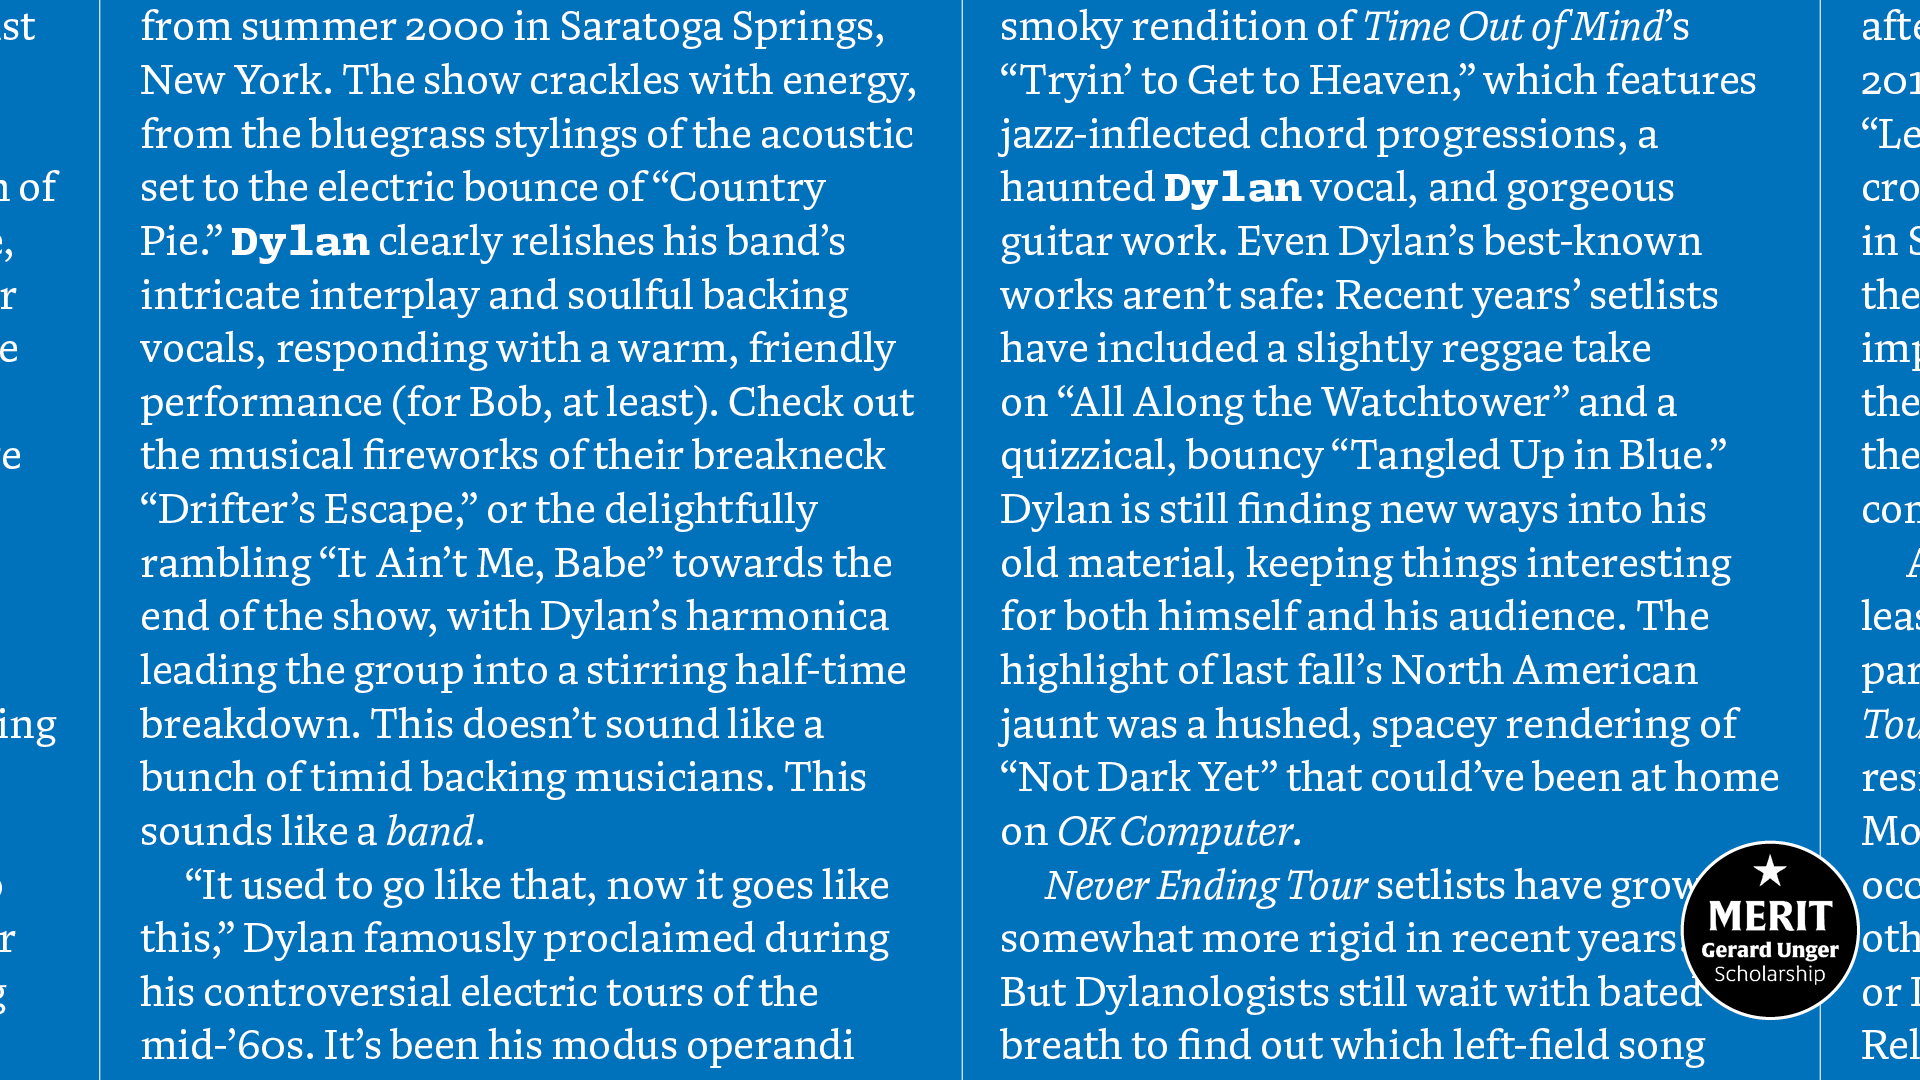 st
n of
e,
r
e
e
ing
o
r
g
from summer 2000 in Saratoga Springs,
New York. The show crackles with energy,
from the bluegrass stylings of the acoustic
set to the electric bounce of “Country
Pie.” Dylan clearly relishes his band’s
intricate interplay and soulful backing
vocals, responding with a warm, friendly
performance (for Bob, at least). Check out
the musical fireworks of their breakneck
“Drifter’s Escape,” or the delightfully
rambling “It Ain’t Me, Babe” towards the
end of the show, with Dylan’s harmonica
leading the group into a stirring half-time
breakdown. This doesn’t sound like a
bunch of timid backing musicians. This
sounds like a band.
“It used to go like that, now it goes like
this,” Dylan famously proclaimed during
his controversial electric tours of the
mid-’60s. It’s been his modus operandi
smoky rendition of Time Out of Mind’s
“Tryin’ to Get to Heaven,” which features
jazz-inflected chord progressions, a
haunted Dylan vocal, and gorgeous
guitar work. Even Dylan’s best-known
works aren’t safe: Recent years’ setlists
have included a slightly reggae take
on “All Along the Watchtower” and a
quizzical, bouncy “Tangled Up in Blue.”
Dylan is still finding new ways into his
old material, keeping things interesting
for both himself and his audience. The
highlight of last fall’s North American
jaunt was a hushed, spacey rendering of
“Not Dark Yet” that could’ve been at home
on OK Computer.
Never Ending Tour setlists have grow
somewhat more rigid in recent years.
But Dylanologists still wait with bated
breath to find out which left-field song
afte
201
“Le
cro
in S
the
imp
the
the
con
A
leas
par
Tou
resi
Mo
occ
oth
or I
Rel
MERIT
Gerard Unger
Scholarship